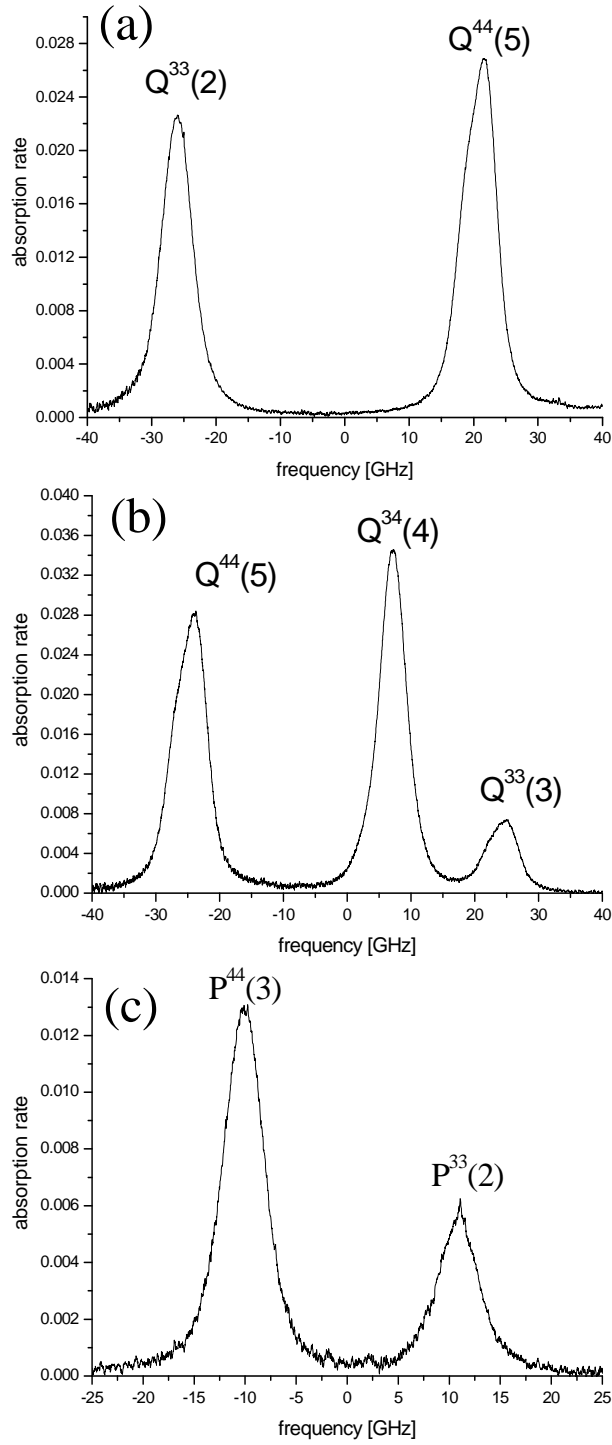 (a)
Q³³(2)
Q⁴⁴(5)
absorption rate
0.028
0.024
0.020
0.016
0.012
0.008
0.004
0.000
-40 -30 -20 -10 0 10 20 30 40
frequency [GHz]
(b)
Q⁴⁴(5)
Q³⁴(4)
Q³³(3)
absorption rate
0.040
0.036
0.032
0.028
0.024
0.020
0.016
0.012
0.008
0.004
0.000
-40 -30 -20 -10 0 10 20 30 40
frequency [GHz]
(c)
P⁴⁴(3)
P³³(2)
absorption rate
0.014
0.012
0.010
0.008
0.006
0.004
0.002
0.000
-25 -20 -15 -10 -5 0 5 10 15 20 25
frequency [GHz]